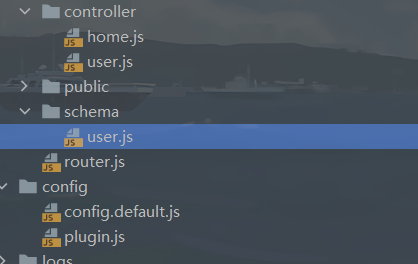 controller
JS home.js
JS user.js
public
schema
JS user.js
JS router.js
config
JS config.default.js
JS plugin.js
logs